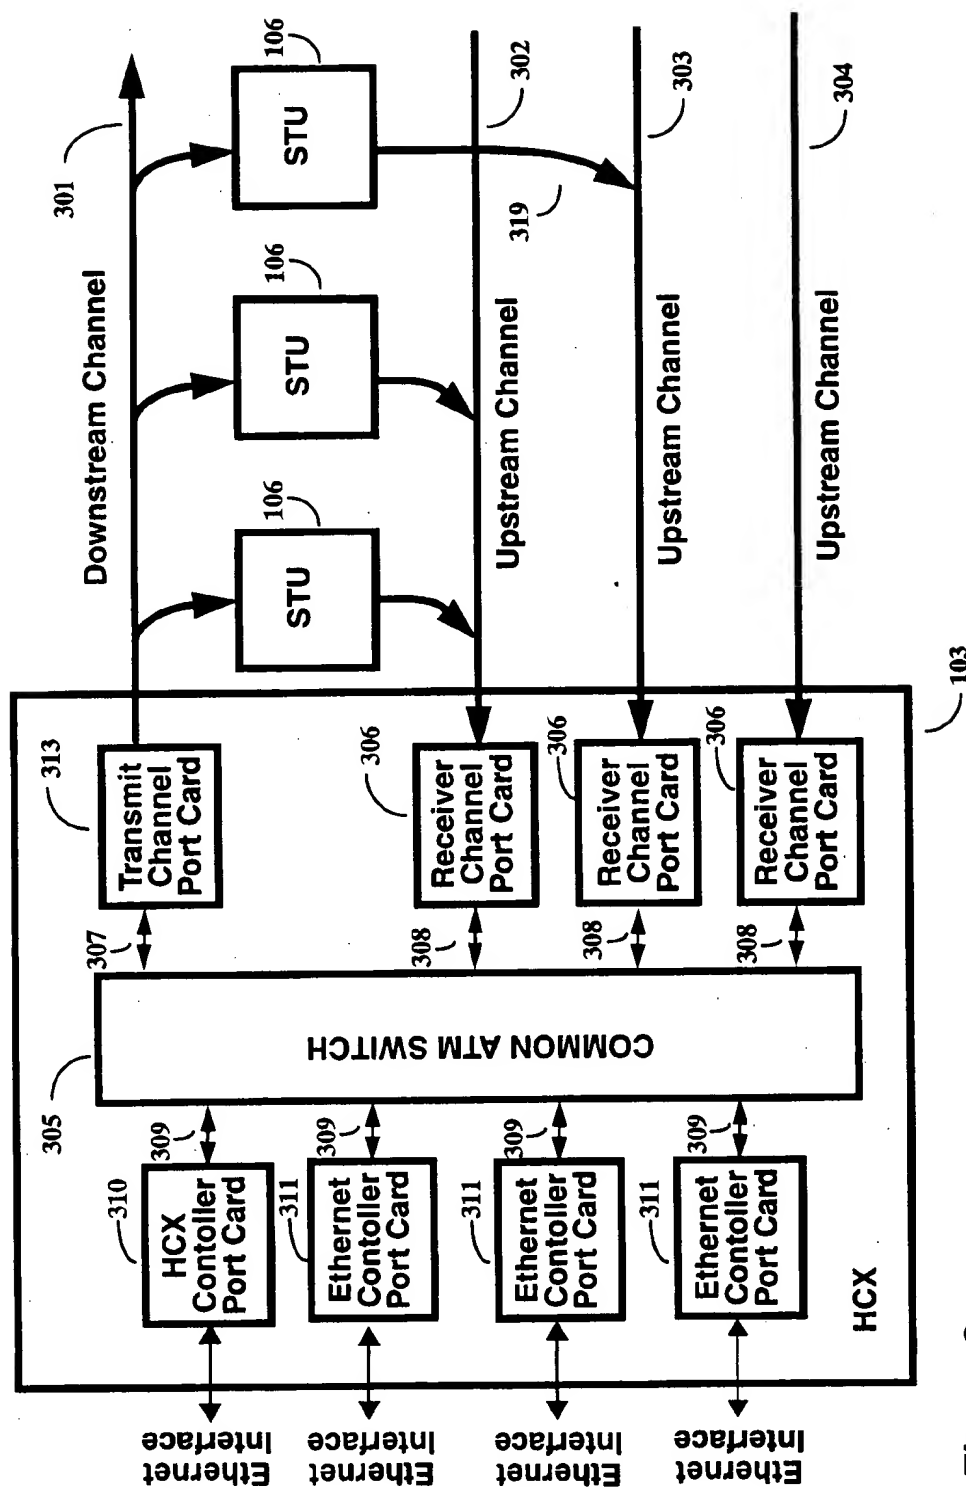 Ethernet
Interface
Ethernet
Interface
Ethernet
Interface
Ethernet
Interface
310
HCX
Contoller
Port Card
309
311
Ethernet
Contoller
Port Card
309
311
Ethernet
Contoller
Port Card
309
311
Ethernet
Contoller
Port Card
309
HCX
305
COMMON ATM SWITCH
307
308
308
308
313
Transmit
Channel
Port Card
306
Receiver
Channel
Port Card
306
Receiver
Channel
Port Card
306
Receiver
Channel
Port Card
103
Downstream Channel
301
STU
106
STU
106
STU
106
Upstream Channel
302
319
Upstream Channel
303
Upstream Channel
304